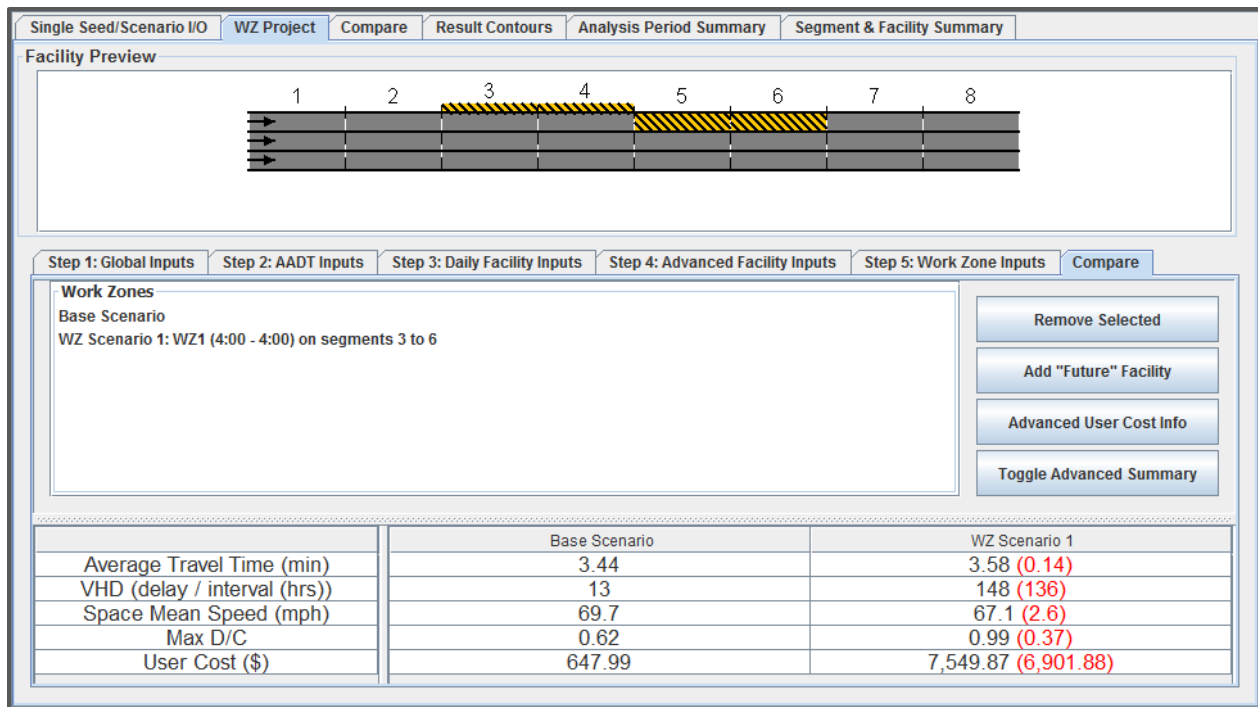 Single Seed/Scenario I/O WZ Project Compare Result Contours Analysis Period Summary Segment & Facility Summary
Facility Preview
1 2 3 4 5 6 7 8
Step 1: Global Inputs Step 2: AADT Inputs Step 3: Daily Facility Inputs Step 4: Advanced Facility Inputs Step 5: Work Zone Inputs Compare
Work Zones
Base Scenario
WZ Scenario 1: WZ1 (4:00 - 4:00) on segments 3 to 6
Remove Selected
Add "Future" Facility
Advanced User Cost Info
Toggle Advanced Summary
Base Scenario WZ Scenario 1
Average Travel Time (min) 3.44 3.58 (0.14)
VHD (delay / interval (hrs)) 13 148 (136)
Space Mean Speed (mph) 69.7 67.1 (2.6)
Max D/C 0.62 0.99 (0.37)
User Cost ($) 647.99 7,549.87 (6,901.88)